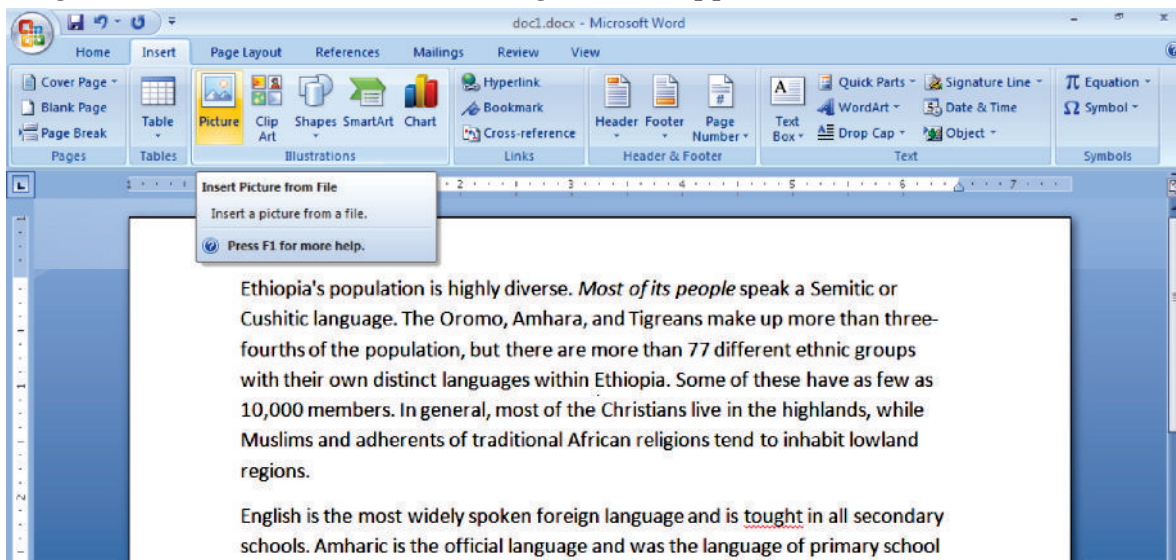 doc1.docx - Microsoft Word
Home Insert Page Layout References Mailings Review View
Cover Page
Blank Page
Page Break
Pages
Table
Tables
Picture
Clip Art
Shapes
SmartArt
Chart
Illustrations
Hyperlink
Bookmark
Cross-reference
Links
Header
Footer
Page Number
Header & Footer
Text Box
Quick Parts
WordArt
Drop Cap
Signature Line
Date & Time
Object
Text
π Equation
Ω Symbol
Symbols
1 2 3 4 5 6 7
Insert Picture from File
Insert a picture from a file.
Press F1 for more help.
Ethiopia's population is highly diverse. Most of its people speak a Semitic or
Cushitic language. The Oromo, Amhara, and Tigreans make up more than three-
fourths of the population, but there are more than 77 different ethnic groups
with their own distinct languages within Ethiopia. Some of these have as few as
10,000 members. In general, most of the Christians live in the highlands, while
Muslims and adherents of traditional African religions tend to inhabit lowland
regions.
English is the most widely spoken foreign language and is tought in all secondary
schools. Amharic is the official language and was the language of primary school